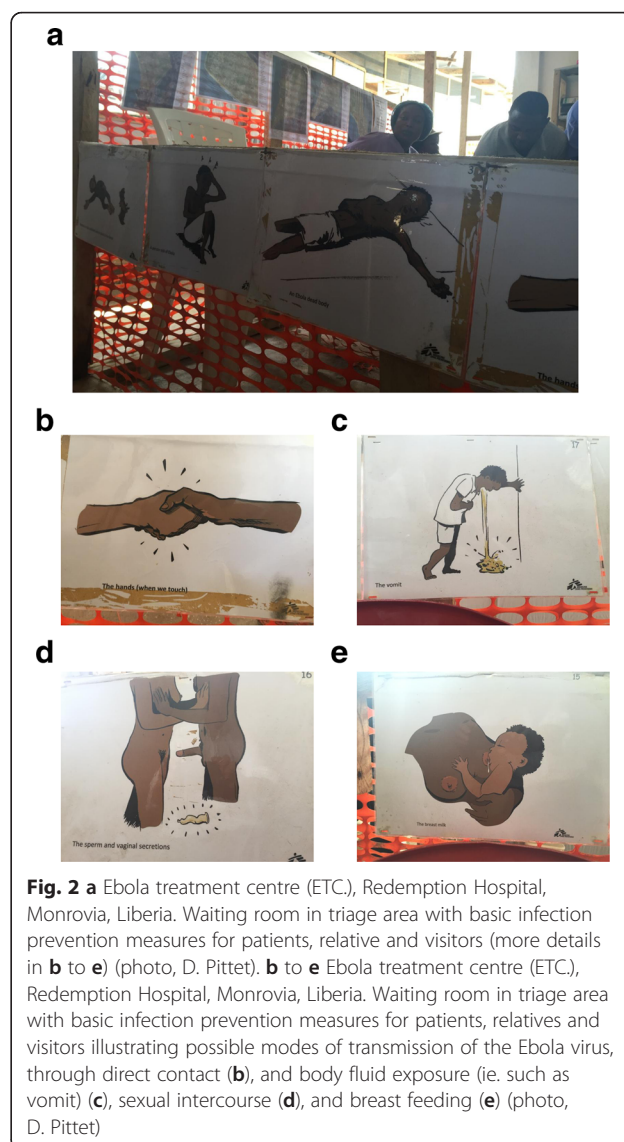 a
An Ebola dead body
The hands
b
c
The hands (when we touch)
17
The vomit
d
e
16
The sperm and vaginal secretions
15
The breast milk
Fig. 2 a Ebola treatment centre (ETC.), Redemption Hospital,
Monrovia, Liberia. Waiting room in triage area with basic infection
prevention measures for patients, relative and visitors (more details
in b to e) (photo, D. Pittet). b to e Ebola treatment centre (ETC.),
Redemption Hospital, Monrovia, Liberia. Waiting room in triage area
with basic infection prevention measures for patients, relatives and
visitors illustrating possible modes of transmission of the Ebola virus,
through direct contact (b), and body fluid exposure (ie. such as
vomit) (c), sexual intercourse (d), and breast feeding (e) (photo,
D. Pittet)